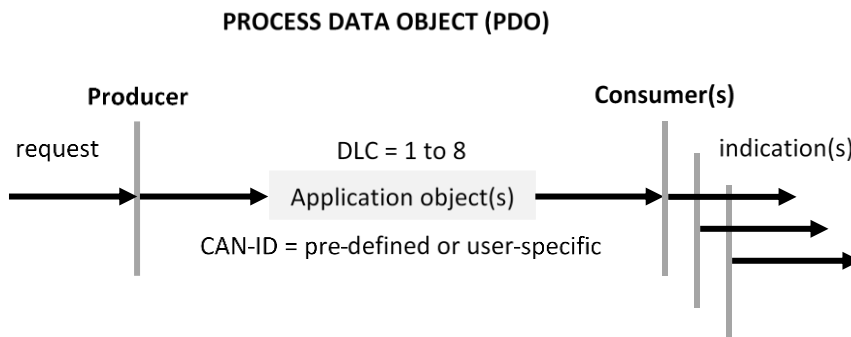 PROCESS DATA OBJECT (PDO)
Producer
Consumer(s)
request
DLC = 1 to 8
indication(s)
Application object(s)
CAN-ID = pre-defined or user-specific